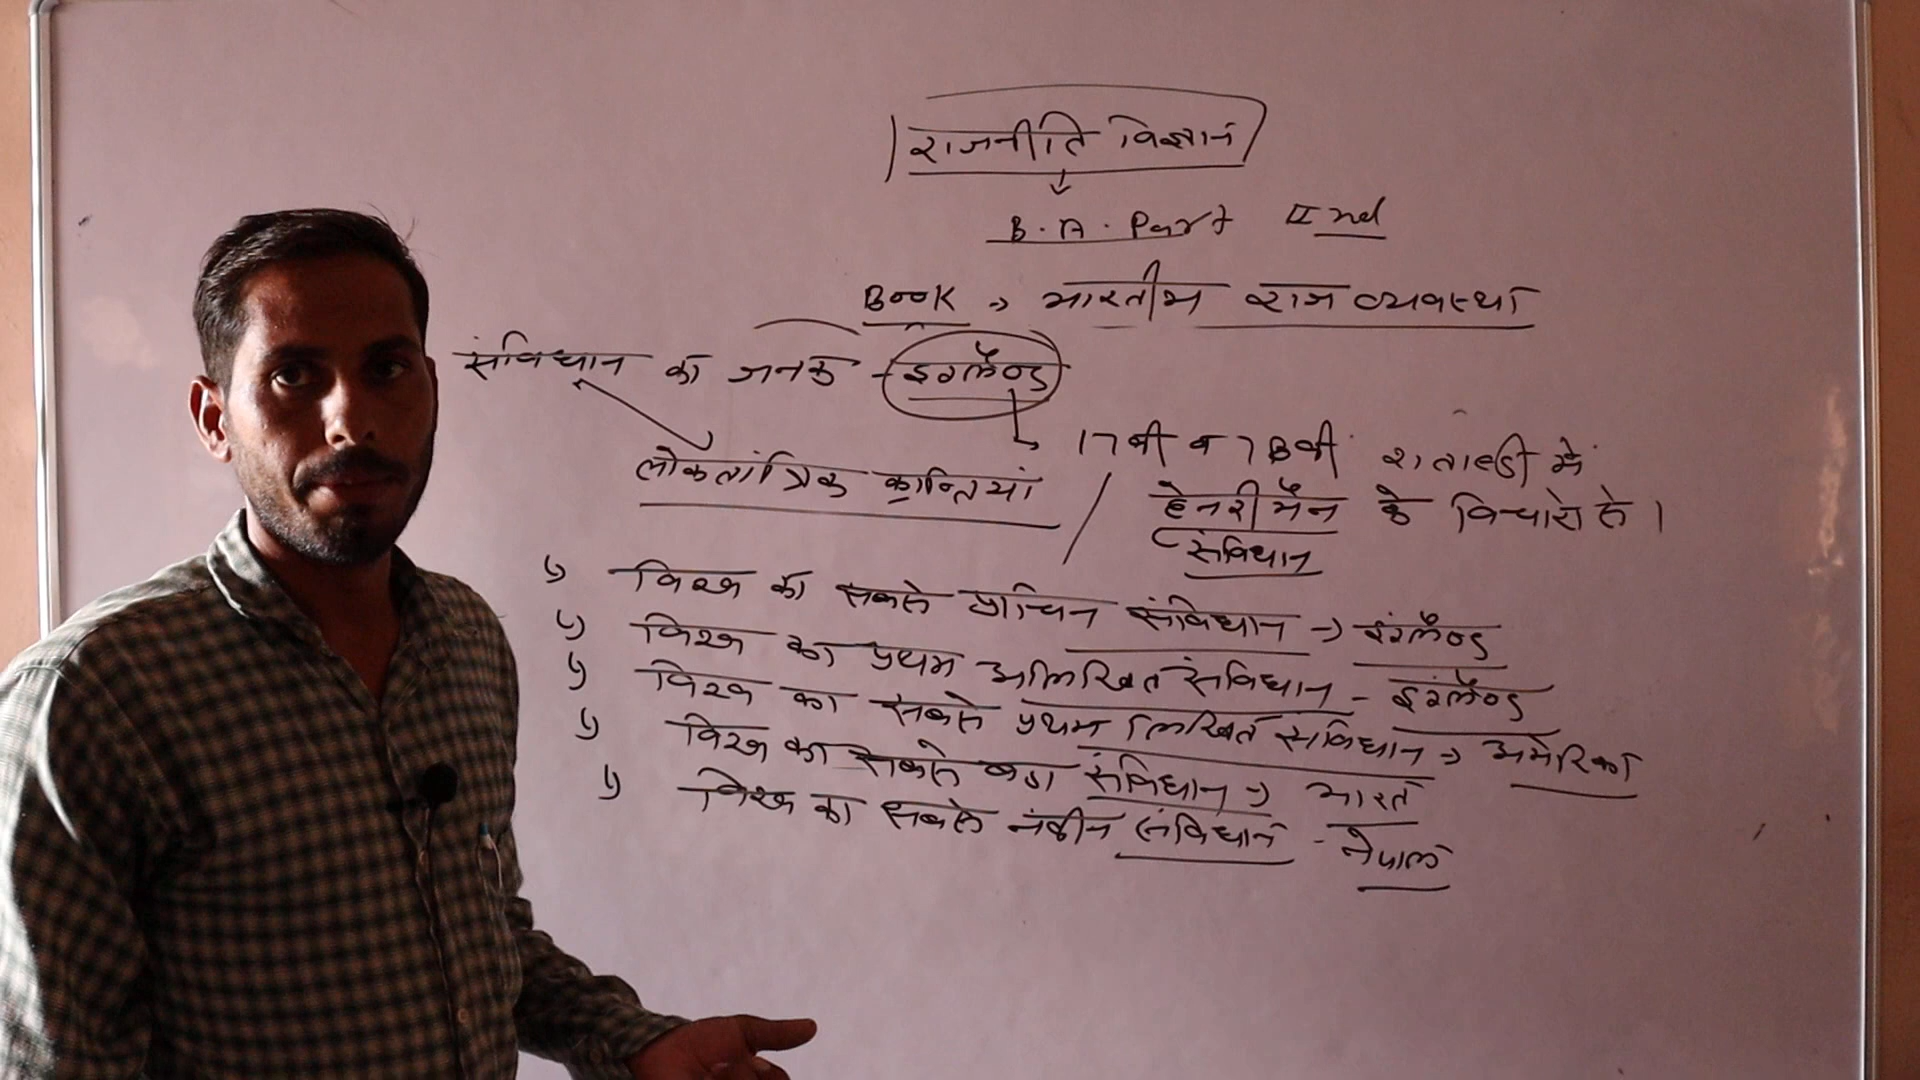 राजनीति विज्ञान
B.A. Part II nd
Book → भारतीय राज व्यवस्था
संविधान का जनक - इंग्लैण्ड
17वी व 18वी शताब्दी में
लोकतांत्रिक क्रान्तियां / हेनरी मैन के विचारो से।
संविधान
विश्व का सबसे प्राचिन संविधान → इंग्लैण्ड
विश्व का प्रथम अलिखित संविधान - इंग्लैण्ड
विश्व का सबसे प्रथम लिखित संविधान → अमेरिका
विश्व का सबसे बडा संविधान → भारत
विश्व का सबसे नवीन संविधान - नेपाल